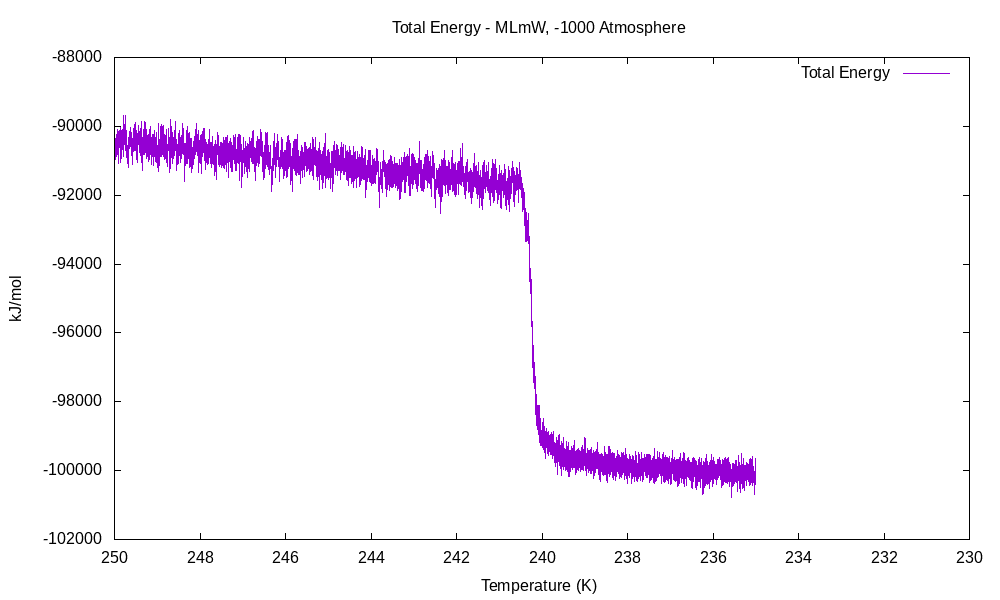 Total Energy - MLmW, -1000 Atmosphere
Total Energy
-88000
-90000
-92000
-94000
-96000
-98000
-100000
-102000
kJ/mol
250 248 246 244 242 240 238 236 234 232 230
Temperature (K)